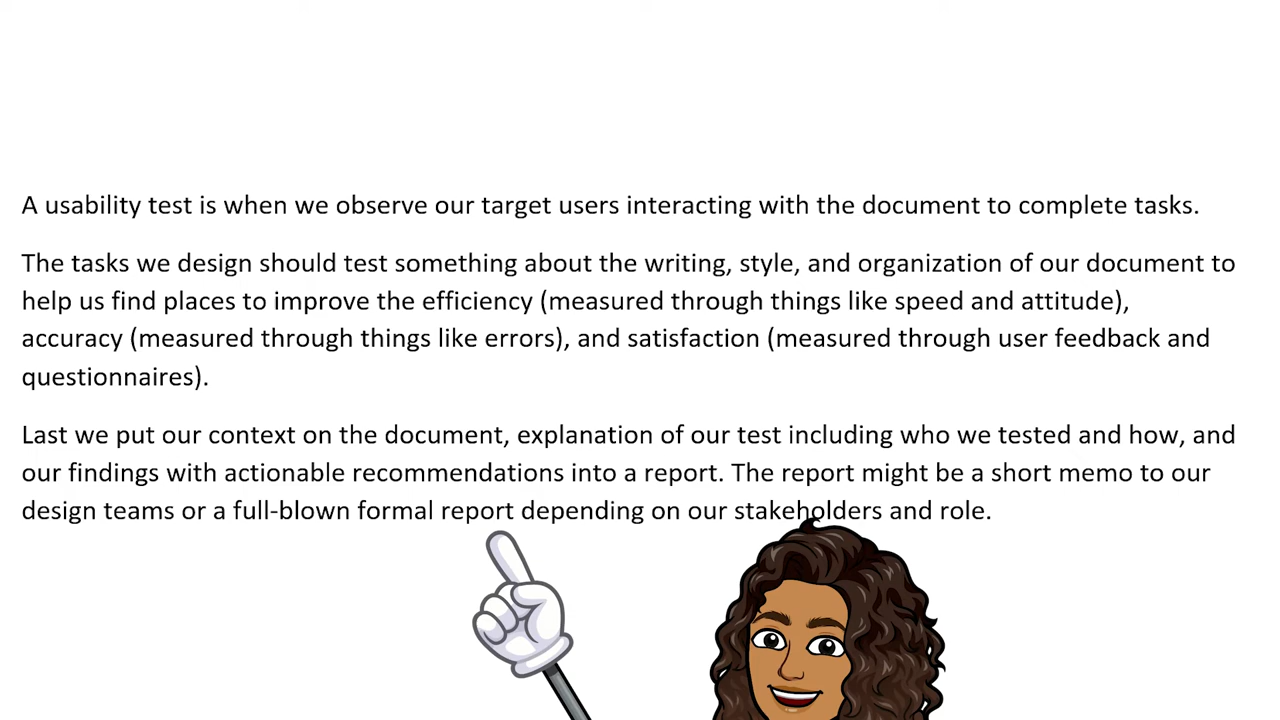 A usability test is when we observe our target users interacting with the document to complete tasks.
The tasks we design should test something about the writing, style, and organization of our document to
help us find places to improve the efficiency (measured through things like speed and attitude),
accuracy (measured through things like errors), and satisfaction (measured through user feedback and
questionnaires).
Last we put our context on the document, explanation of our test including who we tested and how, and
our findings with actionable recommendations into a report. The report might be a short memo to our
design teams or a full-blown formal report depending on our stakeholders and role.